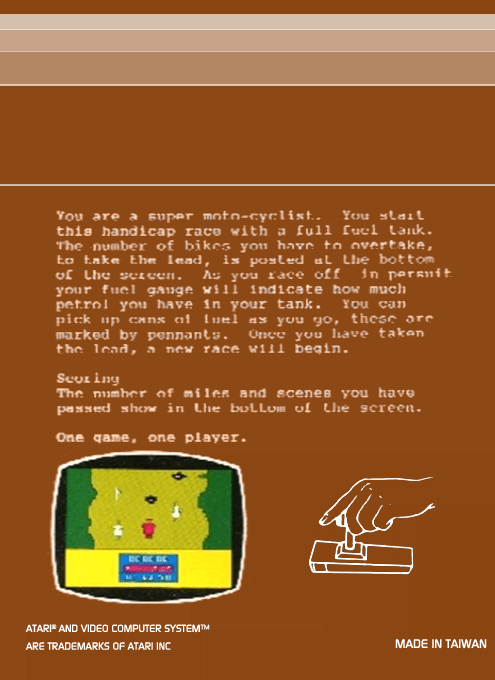 You are a super moto-cyclist. You start
this handicap race with a full fuel tank.
The number of bikes you have to overtake,
to take the lead, is posted at the bottom
of the screen. As you race off in persuit
your fuel gauge will indicate how much
petrol you have in your tank. You can
pick up cans of fuel as you go, these are
marked by pennants. Once you have taken
the lead, a new race will begin.
Scoring
The number of miles and scenes you have
passed show in the bottom of the screen.
One game, one player.
ATARI® AND VIDEO COMPUTER SYSTEM™
ARE TRADEMARKS OF ATARI INC
MADE IN TAIWAN